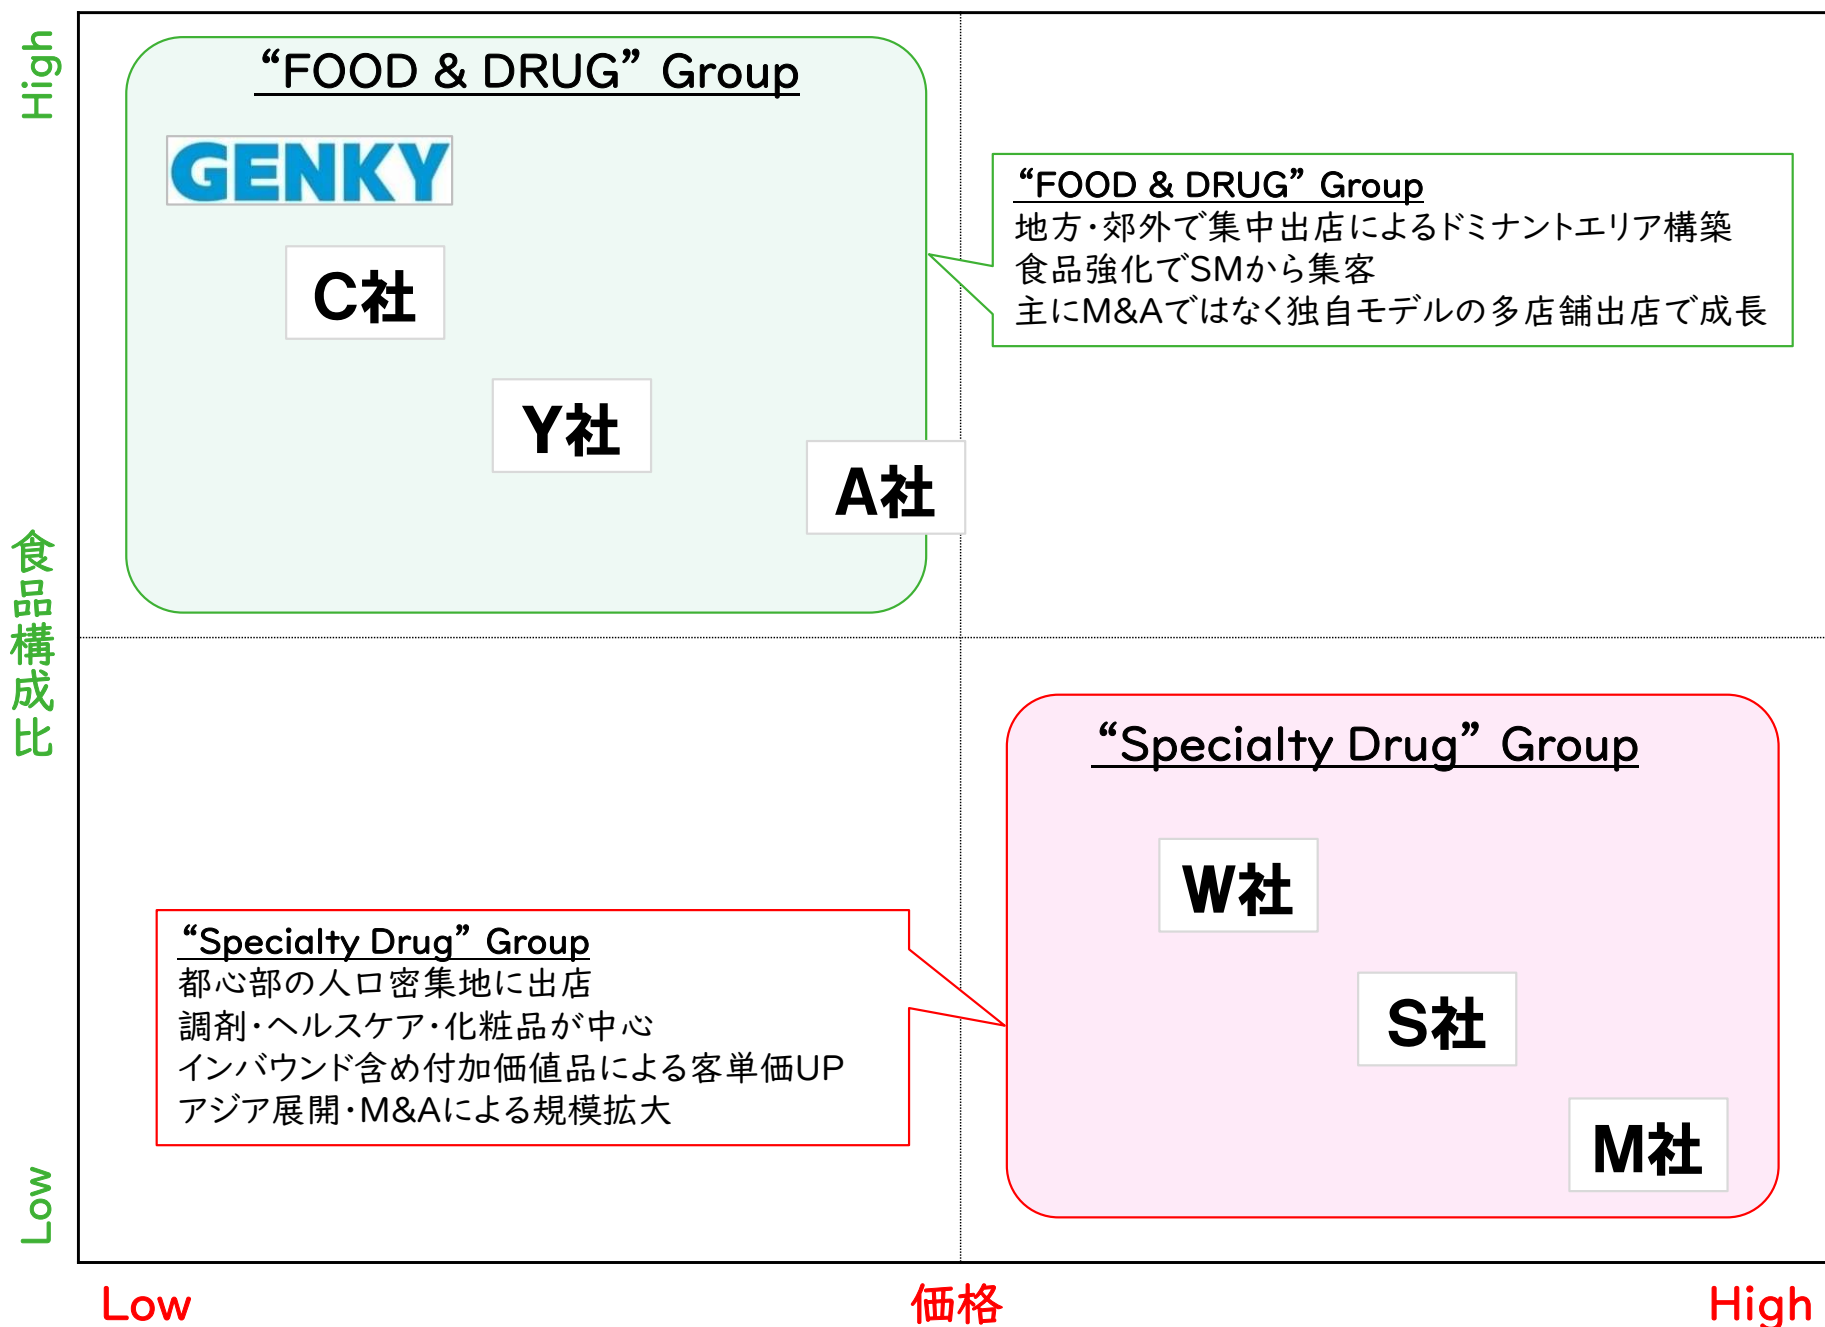 High
“FOOD & DRUG” Group
GENKY
C社
Y社
A社
“FOOD & DRUG” Group
地方・郊外で集中出店によるドミナントエリア構築
食品強化でSMから集客
主にM&Aではなく独自モデルの多店舗出店で成長
食品構成比
“Specialty Drug” Group
W社
S社
M社
“Specialty Drug” Group
都心部の人口密集地に出店
調剤・ヘルスケア・化粧品が中心
インバウンド含め付加価値品による客単価UP
アジア展開・M&Aによる規模拡大
Low
Low
価格
High